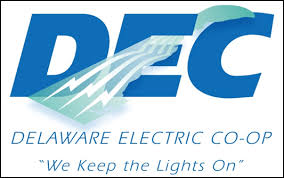 DEC
DELAWARE ELECTRIC CO-OP
"We Keep the Lights On"